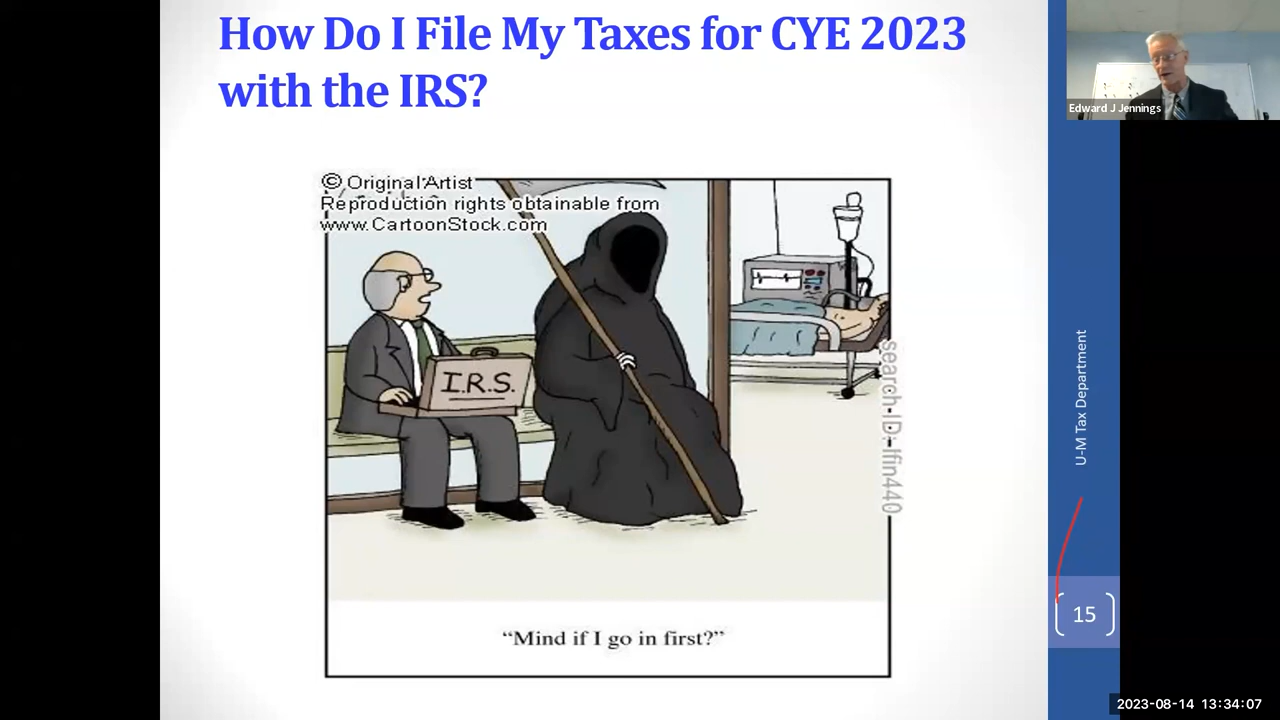 How Do I File My Taxes for CYE 2023
with the IRS?
Edward J Jennings
© Original Artist
Reproduction rights obtainable from
www.CartoonStock.com
I.R.S.
search ID: lfin440
"Mind if I go in first?"
U-M Tax Department
15
2023-08-14 13:34:07